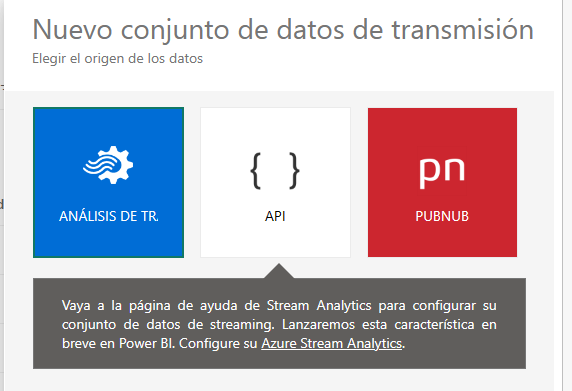 Nuevo conjunto de datos de transmisión
Elegir el origen de los datos
{ }
pn
ANÁLISIS DE TR.
API
PUBNUB
Vaya a la página de ayuda de Stream Analytics para configurar su
conjunto de datos de streaming. Lanzaremos esta característica en
breve en Power BI. Configure su Azure Stream Analytics.